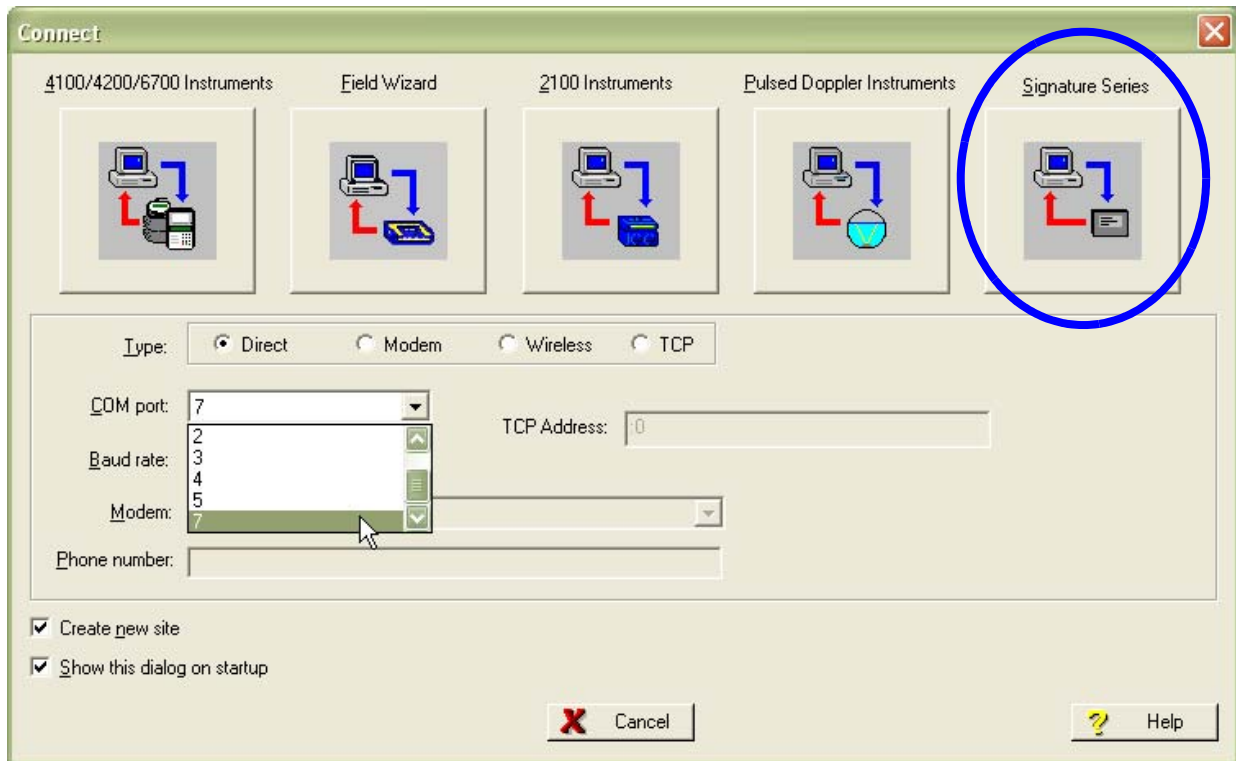 Connect
4100/4200/6700 Instruments Field Wizard 2100 Instruments Pulsed Doppler Instruments Signature Series
Type: Direct Modem Wireless TCP
COM port: 7
TCP Address: :0
2
3
4
5
7
Baud rate:
Modem:
Phone number:
Create new site
Show this dialog on startup
Cancel Help